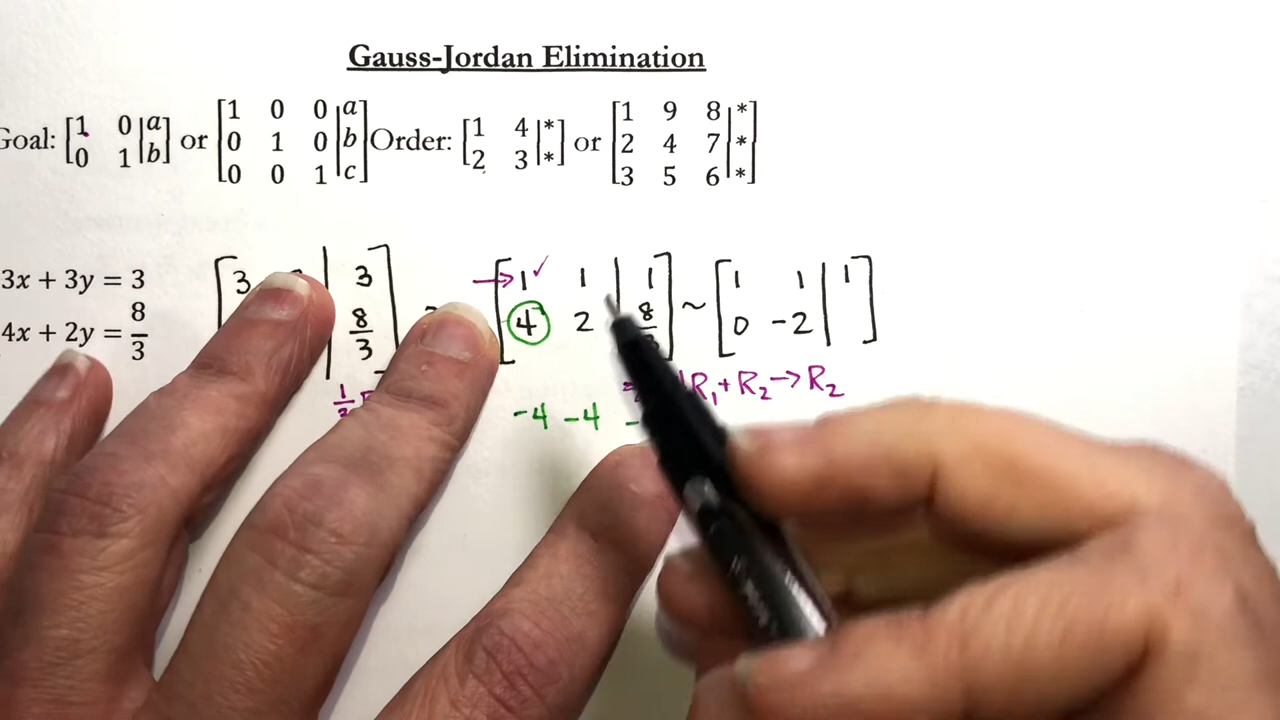 Gauss-Jordan Elimination
Goal: [1 0 | a] or [1 0 0 | a] Order: [1 4 | *] or [1 9 8 | *]
[0 1 | b] [0 1 0 | b] [2 3 | *] [2 4 7 | *]
[0 0 1 | c] [3 5 6 | *]
3x + 3y = 3 [3 | 3] [→1✓ 1 | 1] ~ [1 1 | 1]
4x + 2y = 8/3 | 8/3] [4 2 | 8/3] [0 -2 | ]
R₁ + R₂ → R₂
-4 -4 -